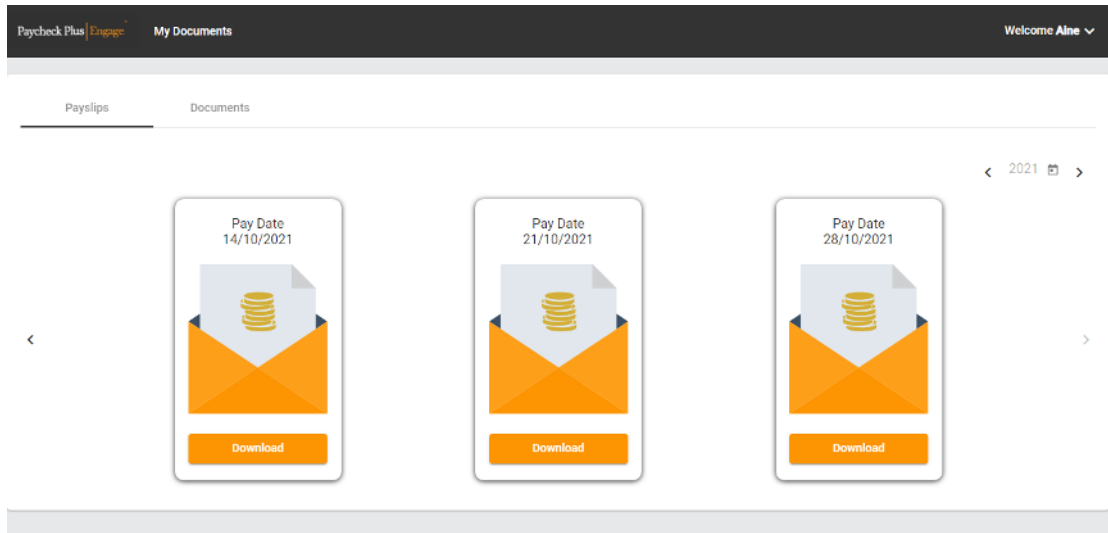 Paycheck Plus|Engage My Documents Welcome Aine
Payslips Documents
2021
Pay Date
14/10/2021
Download
Pay Date
21/10/2021
Download
Pay Date
28/10/2021
Download